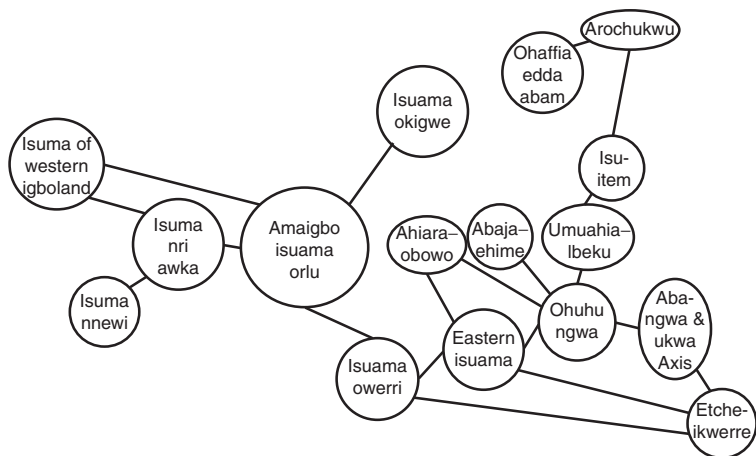 Arochukwu
Ohaffia
edda
abam
Isuama
okigwe
Isuma of
western
igboland
Isu-
item
Isuma
nri
awka
Amaigbo
isuama
orlu
Ahiara–
obowo
Abaja–
ehime
Umuahia–
Ibeku
Isuma
nnewi
Ohuhu
ngwa
Aba-
ngwa &
ukwa
Axis
Eastern
isuama
Isuama
owerri
Etche-
ikwerre